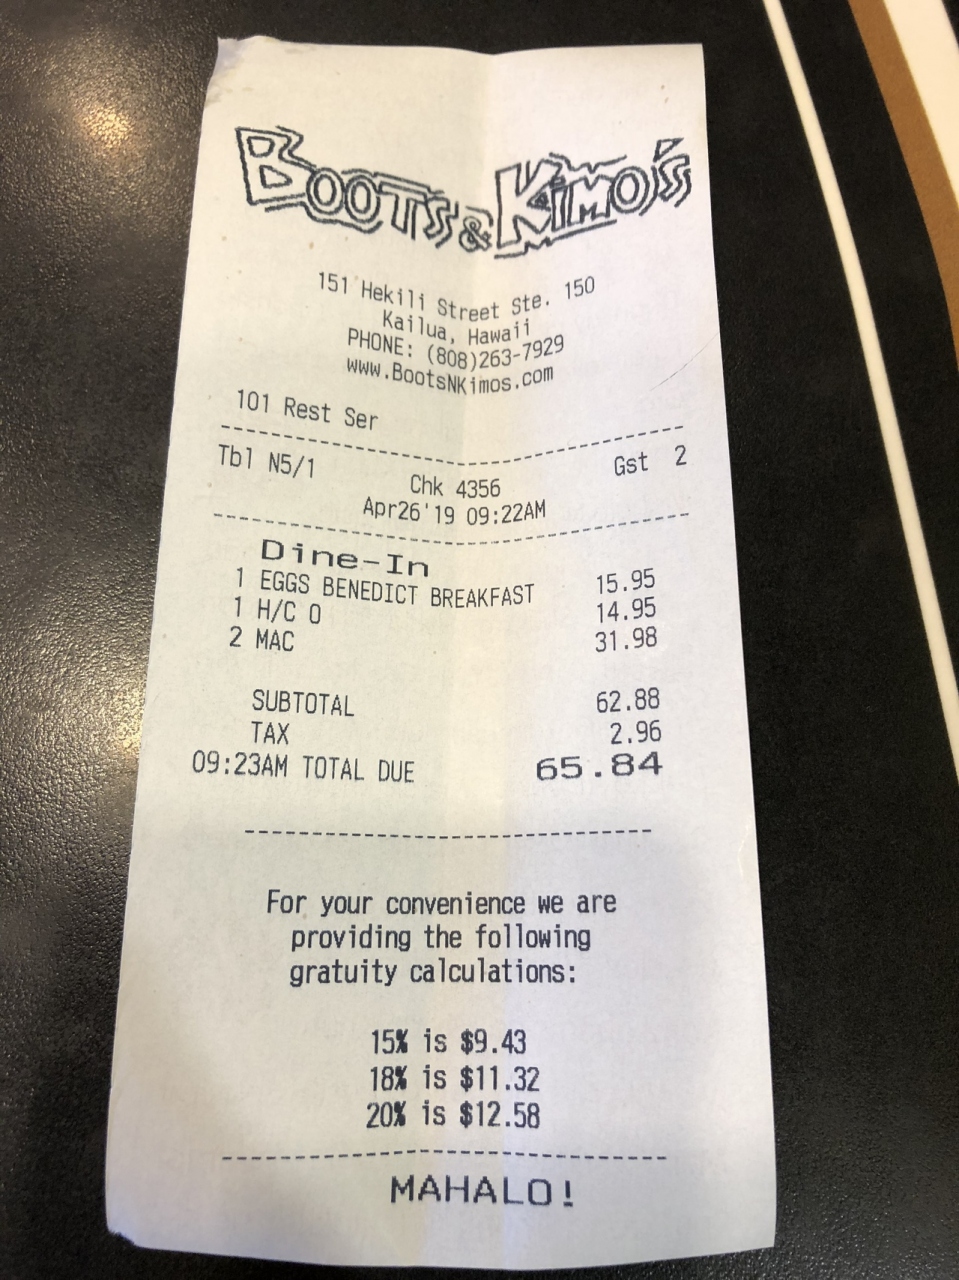 BOOTS & KIMO'S
151 Hekili Street Ste. 150
Kailua, Hawaii
PHONE: (808)263-7929
www.BootsNKimos.com
101 Rest Ser
Tbl N5/1 Chk 4356 Gst 2
Apr26'19 09:22AM
Dine-In
1 EGGS BENEDICT BREAKFAST 15.95
1 H/C O 14.95
2 MAC 31.98
SUBTOTAL 62.88
TAX 2.96
09:23AM TOTAL DUE 65.84
For your convenience we are
providing the following
gratuity calculations:
15% is $9.43
18% is $11.32
20% is $12.58
MAHALO!